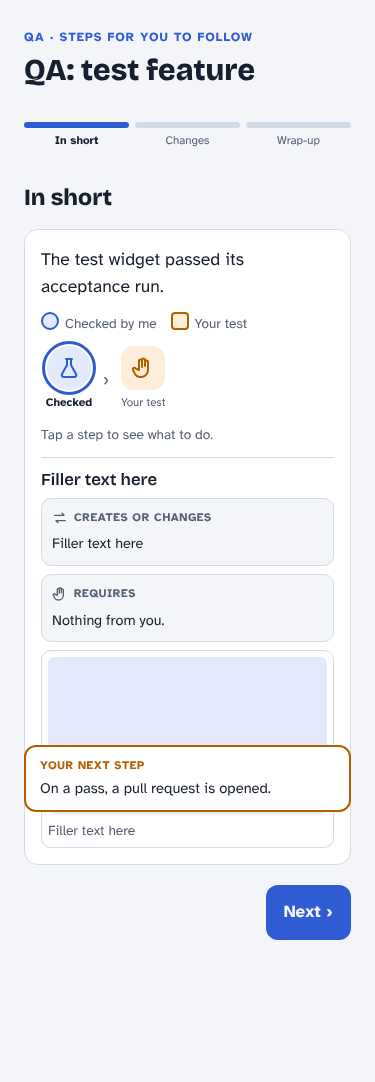 QA · STEPS FOR YOU TO FOLLOW
QA: test feature
In short
Changes
Wrap-up
In short
The test widget passed its
acceptance run.
Checked by me
Your test
›
Checked
Your test
Tap a step to see what to do.
Filler text here
CREATES OR CHANGES
Filler text here
REQUIRES
Nothing from you.
YOUR NEXT STEP
On a pass, a pull request is opened.
Filler text here
Next ›